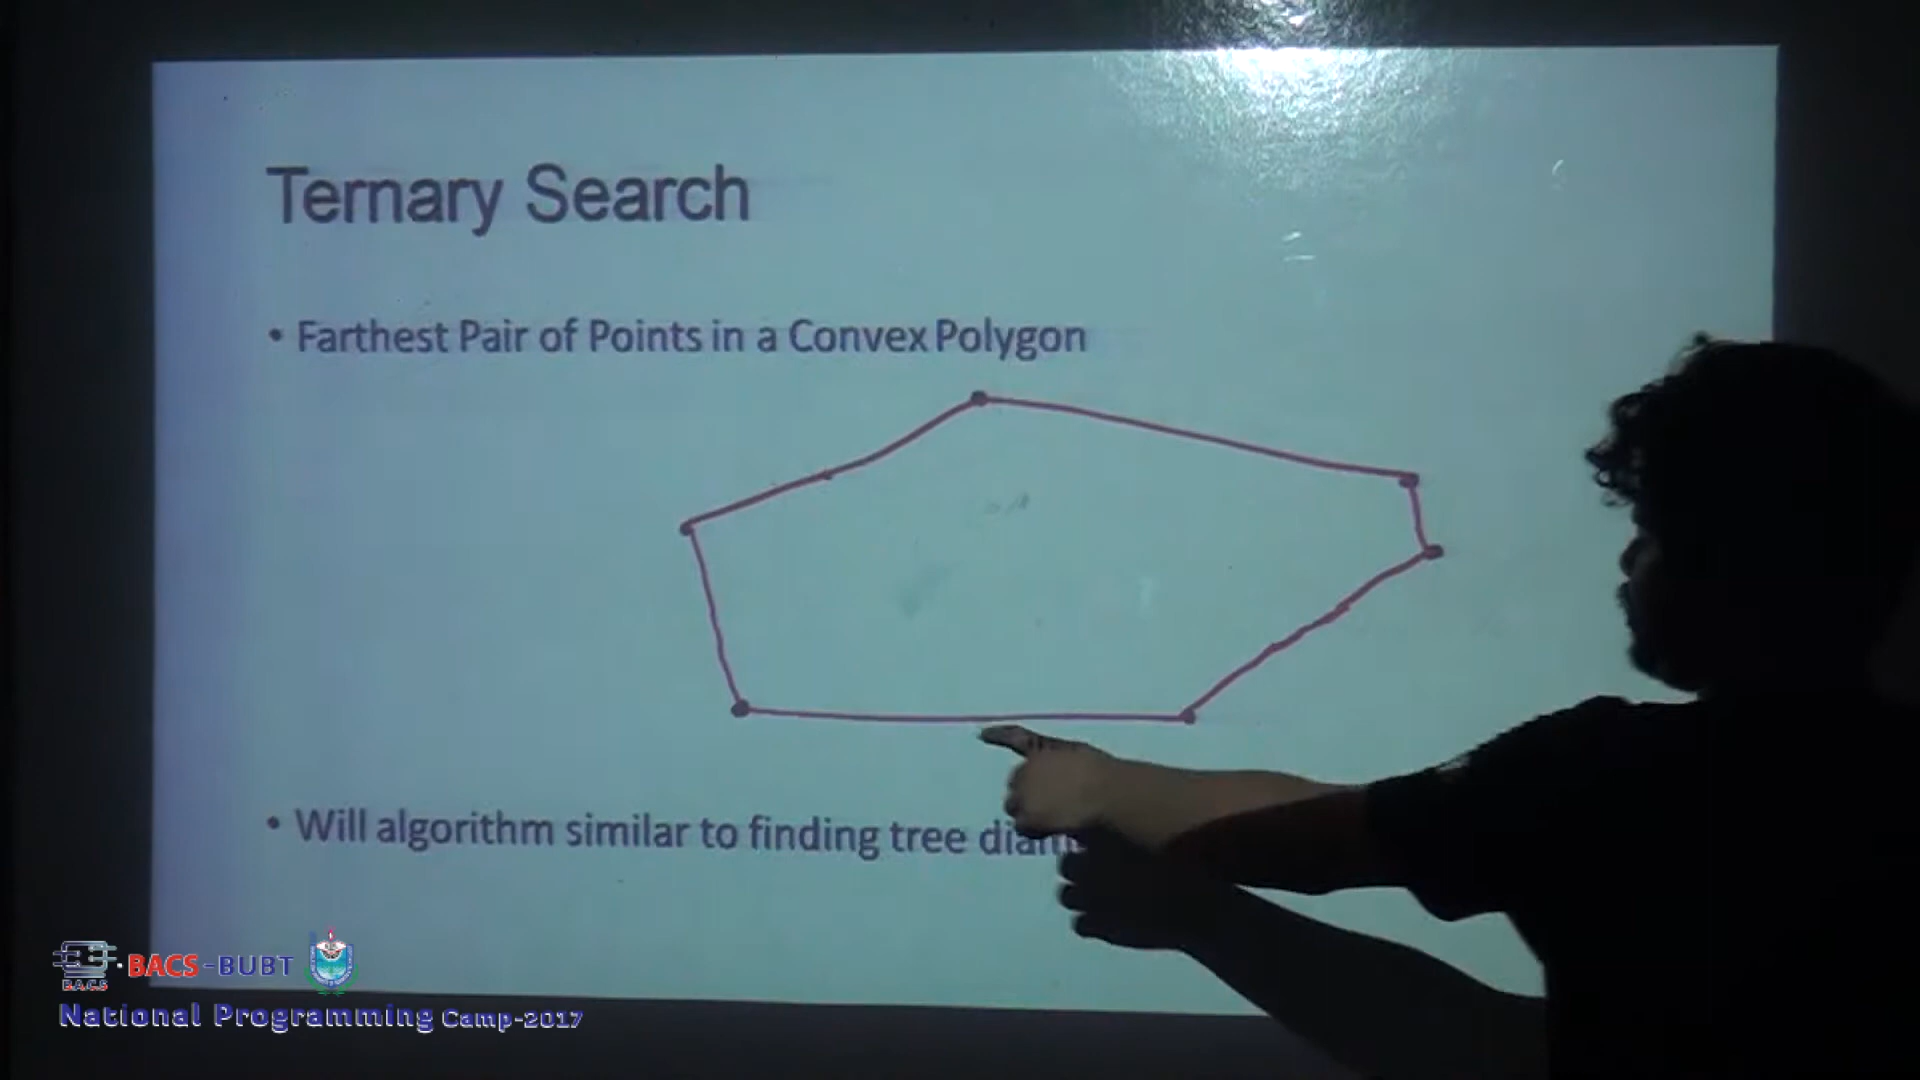 Ternary Search
• Farthest Pair of Points in a Convex Polygon
• Will algorithm similar to finding tree
BACS-BUBT
B.A.C.S
National Programming Camp-2017